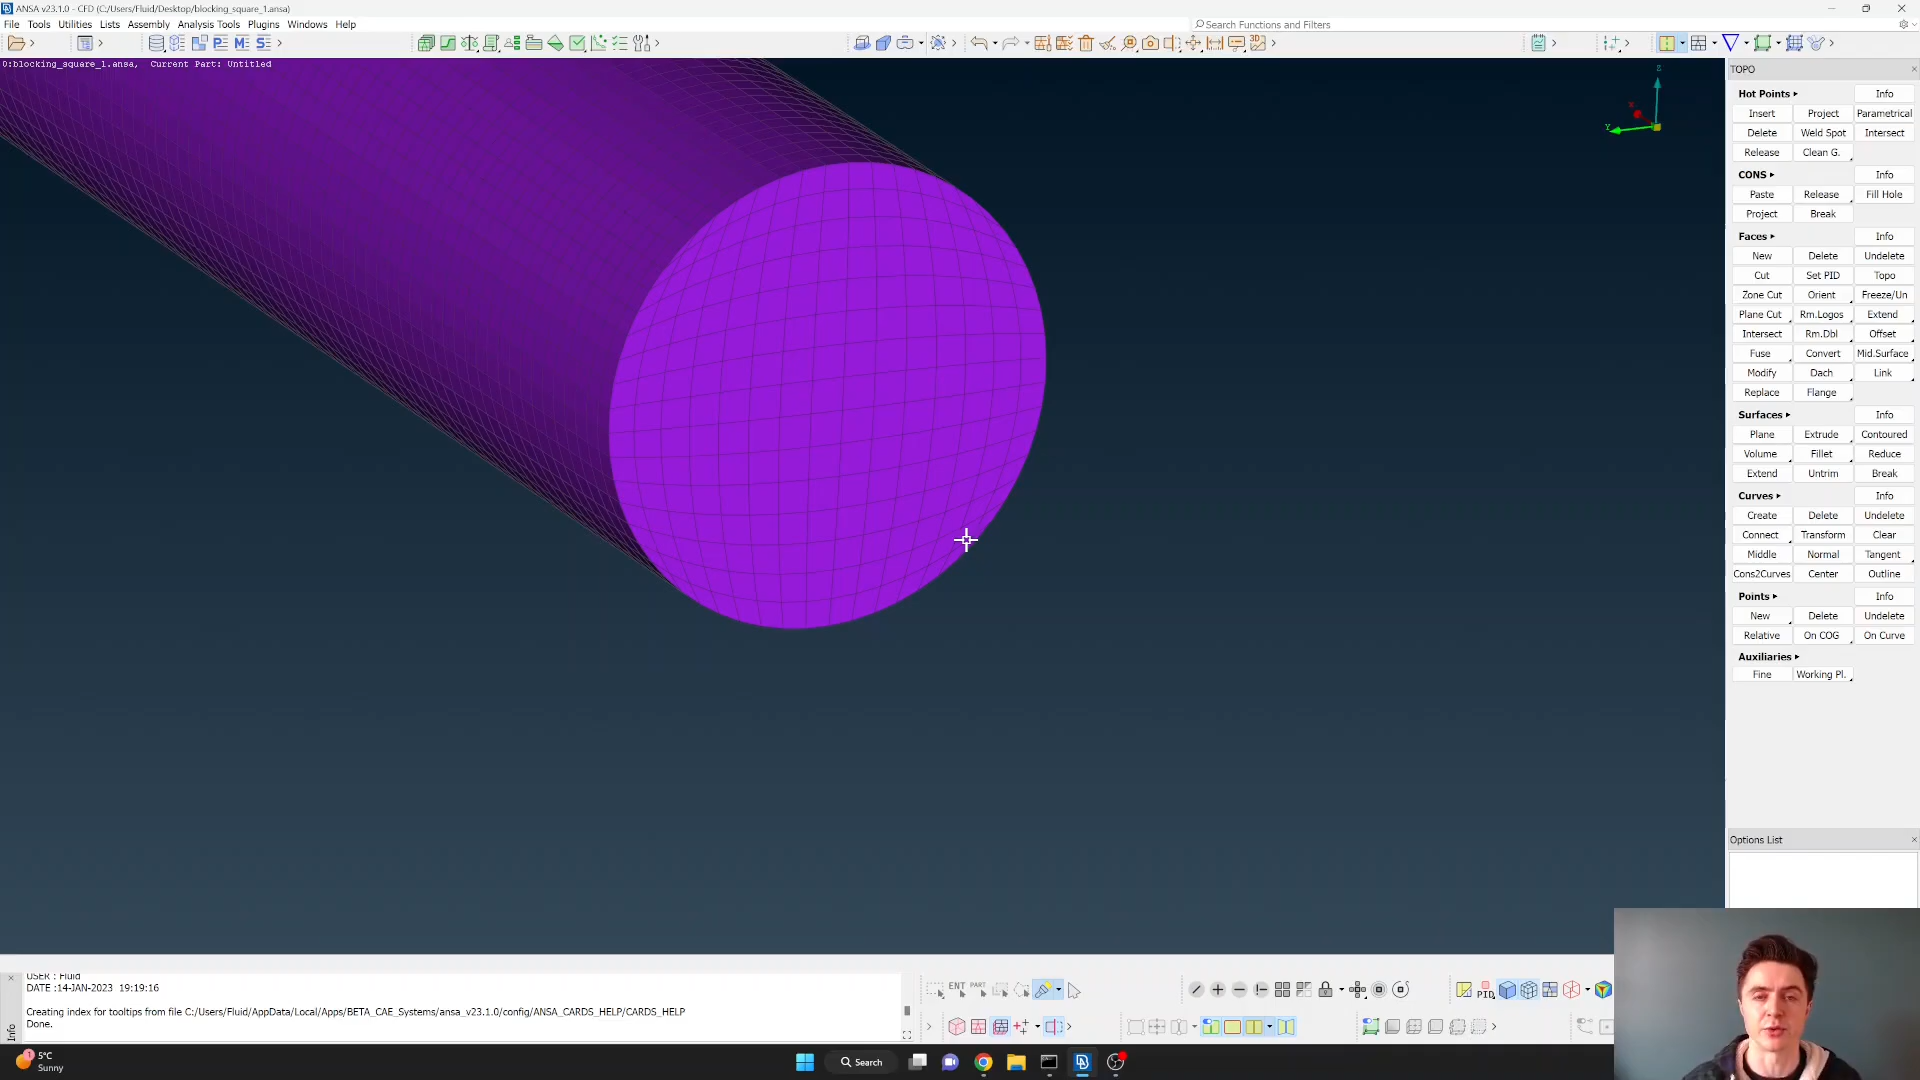 ANSA v23.1.0 - CFD (C:/Users/Fluid/Desktop/blocking_square_1.ansa)
File Tools Utilities Lists Assembly Analysis Tools Plugins Windows Help
Search Functions and Filters
0:blocking_square_1.ansa, Current Part: Untitled
Z
Y
TOPO
Hot Points Info
Insert Project Parametrical
Delete Weld Spot Intersect
Release Clean G.
CONS Info
Paste Release Fill Hole
Project Break
Faces Info
New Delete Undelete
Cut Set PID Topo
Zone Cut Orient Freeze/Un
Plane Cut Rm.Logos Extend
Intersect Rm.Dbl Offset
Fuse Convert Mid.Surface
Modify Dach Link
Replace Flange
Surfaces Info
Plane Extrude Contoured
Volume Fillet Reduce
Extend Untrim Break
Curves Info
Create Delete Undelete
Connect Transform Clear
Middle Normal Tangent
Cons2Curves Center Outline
Points Info
New Delete Undelete
Relative On COG On Curve
Auxiliaries
Fine Working Pl.
Options List
USER : Fluid
DATE :14-JAN-2023 19:19:16
Creating index for tooltips from file C:/Users/Fluid/AppData/Local/Apps/BETA_CAE_Systems/ansa_v23.1.0/config/ANSA_CARDS_HELP/CARDS_HELP
Done.
Info
ENT PART
PID
1
5°C
Sunny
Search